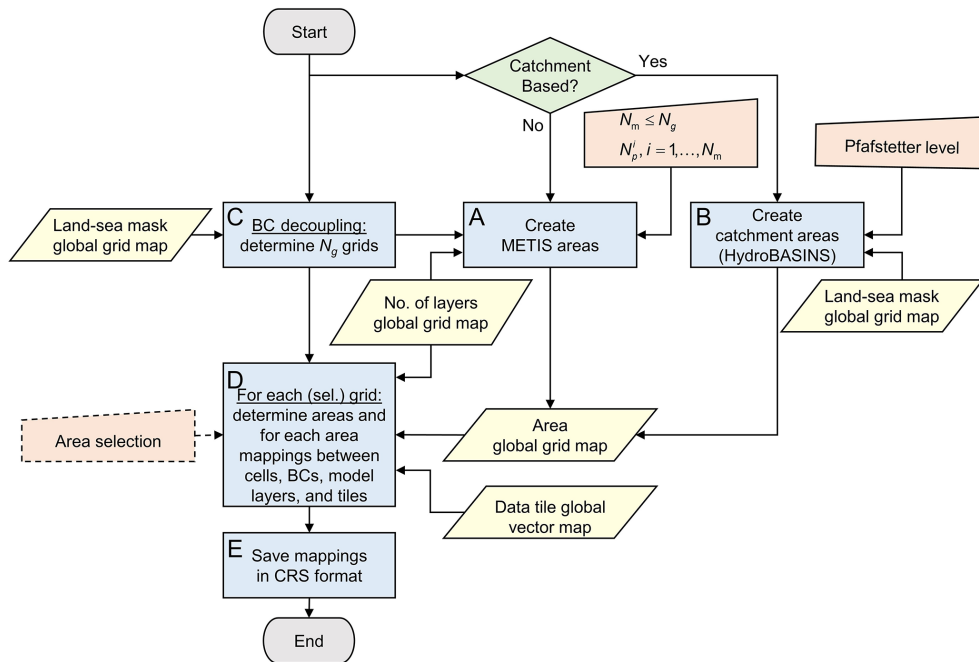 Start
Catchment
Based?
Yes
No
N_m ≤ N_g
N_p^i, i = 1,…, N_m
Pfafstetter level
Land-sea mask
global grid map
C
BC decoupling:
determine N_g grids
A
Create
METIS areas
B
Create
catchment areas
(HydroBASINS)
No. of layers
global grid map
Land-sea mask
global grid map
D
For each (sel.) grid:
determine areas and
for each area
mappings between
cells, BCs, model
layers, and tiles
Area selection
Area
global grid map
Data tile global
vector map
E
Save mappings
in CRS format
End